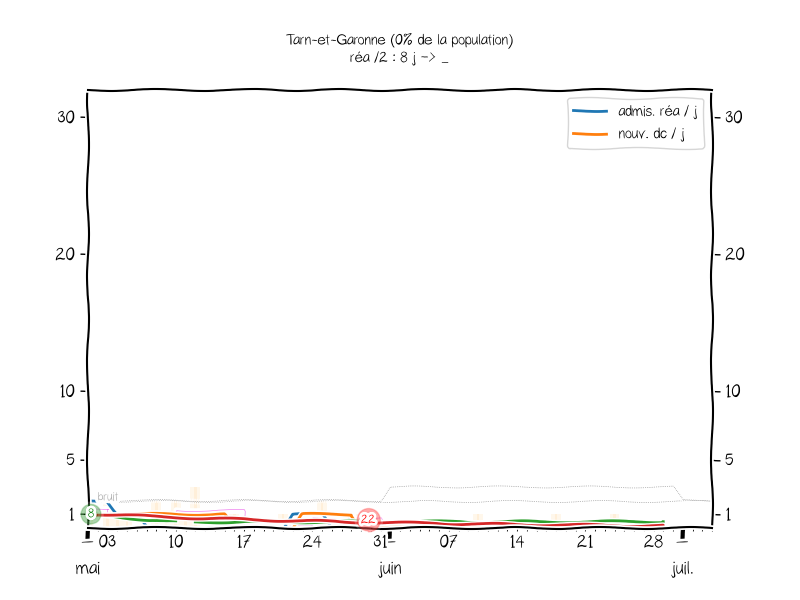 Tarn-et-Garonne (0% de la population)
réa /2 : 8 j -> _
30
30
admis. réa / j
nouv. dc / j
20
20
10
10
5
5
bruit
1
8
22
1
03
10
17
24
31
07
14
21
28
mai
juin
juil.